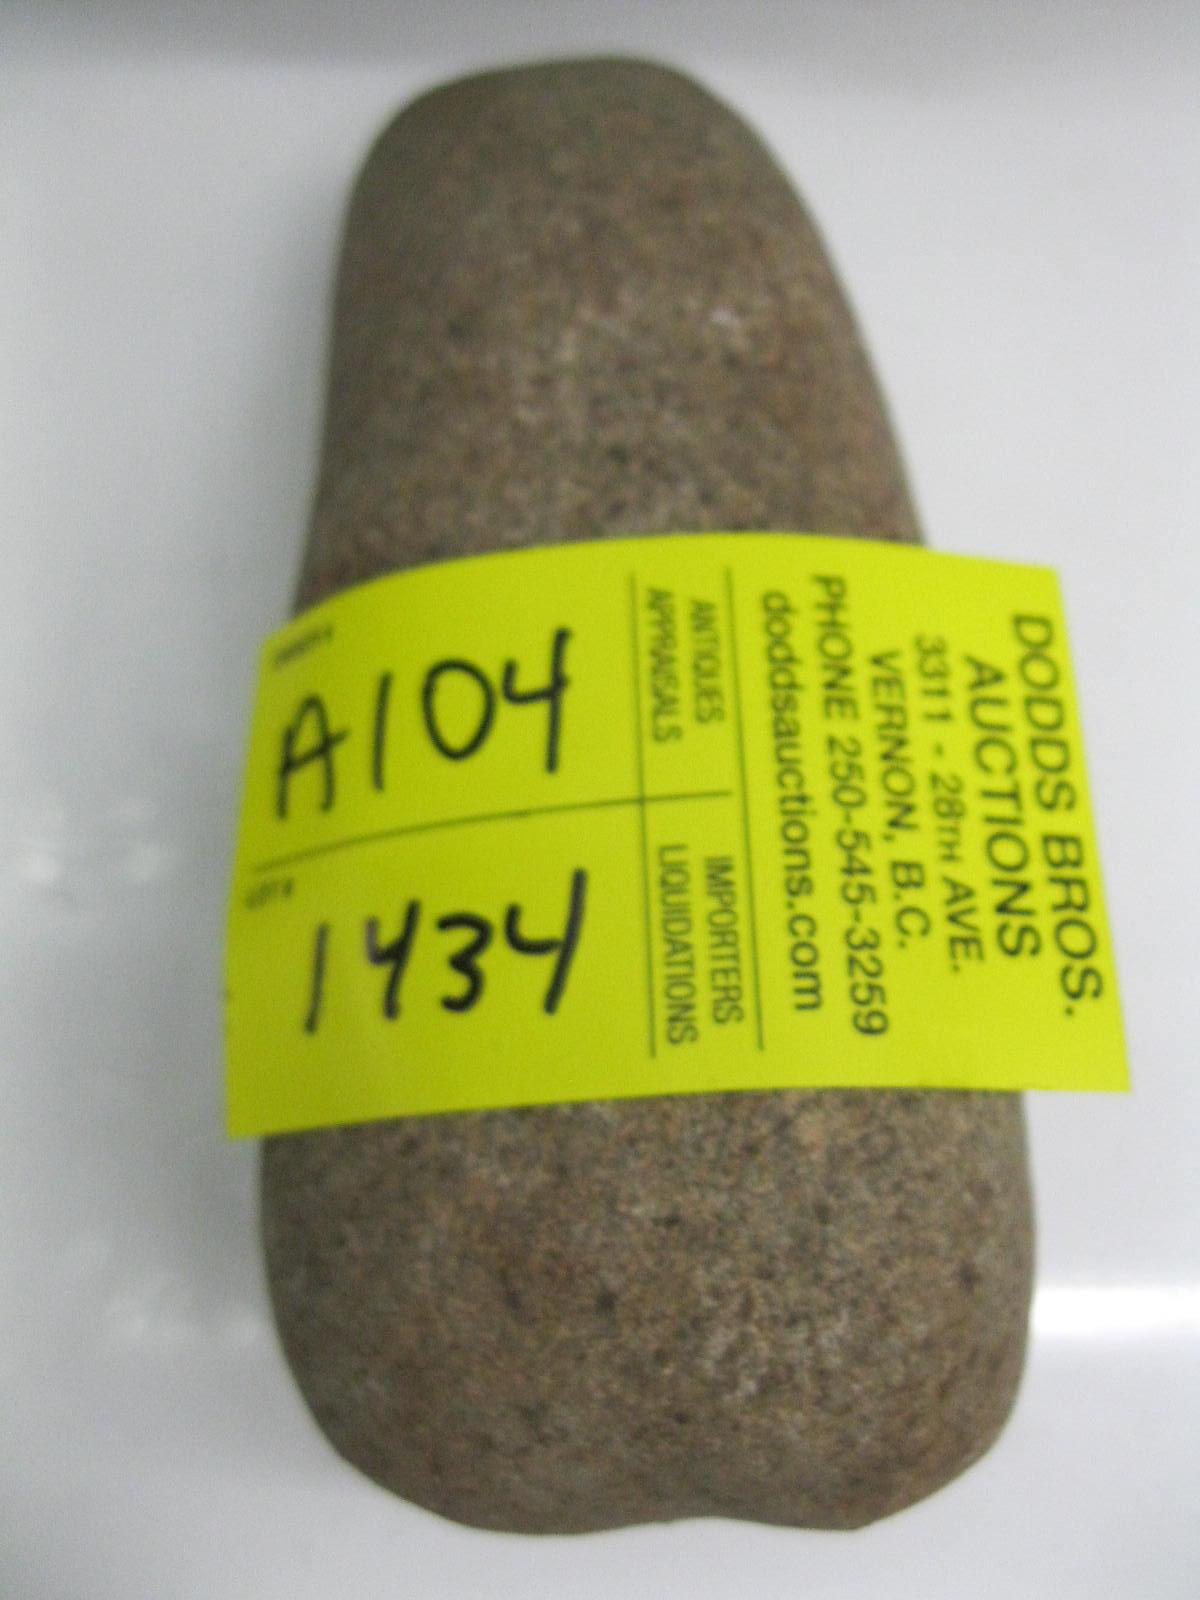 DODDS BROS.
AUCTIONS
3311 - 28TH AVE.
VERNON, B.C.
PHONE 250-545-3259
doddsauctions.com
ANTIQUES
APPRAISALS
IMPORTERS
LIQUIDATIONS
A104
LOT #
1434